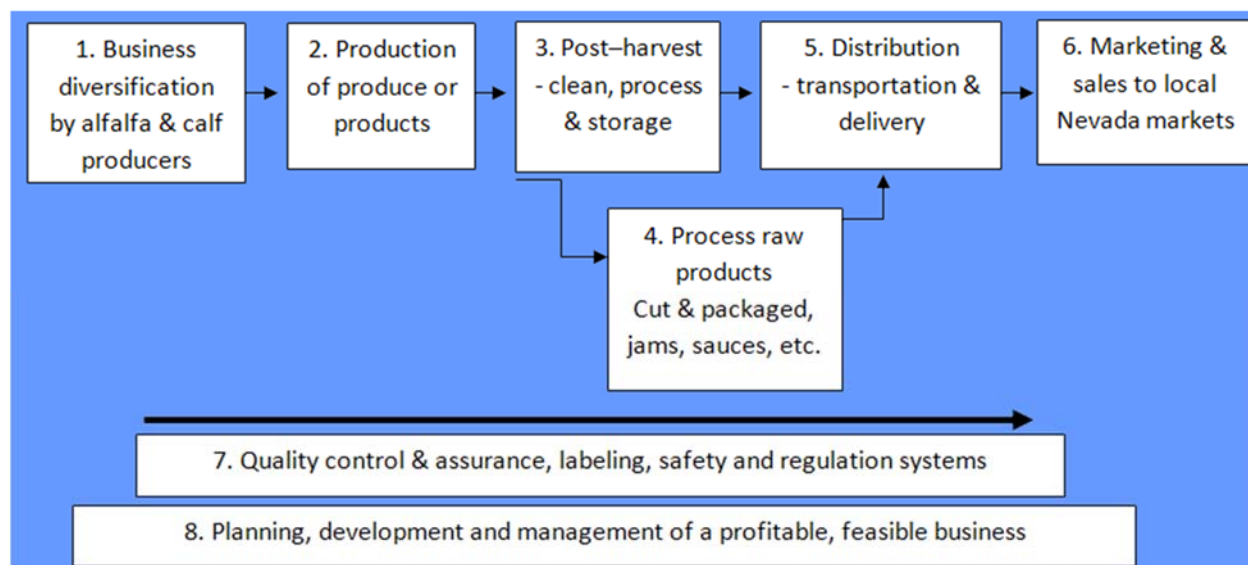 1. Business
diversification
by alfalfa & calf
producers
2. Production
of produce or
products
3. Post–harvest
- clean, process
& storage
5. Distribution
- transportation &
delivery
6. Marketing &
sales to local
Nevada markets
4. Process raw
products
Cut & packaged,
jams, sauces, etc.
7. Quality control & assurance, labeling, safety and regulation systems
8. Planning, development and management of a profitable, feasible business